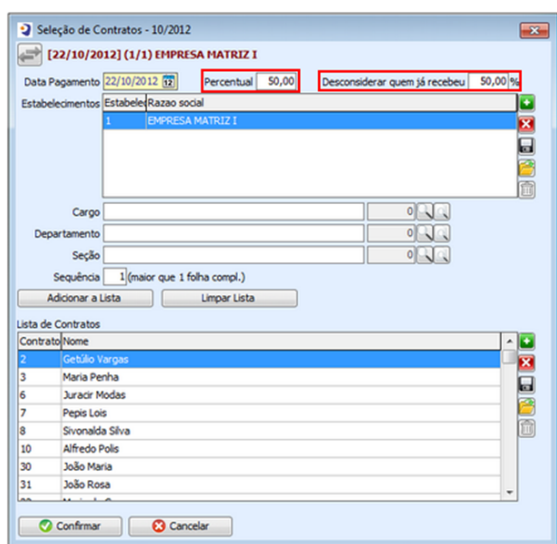 Seleção de Contratos - 10/2012
[22/10/2012] (1/1) EMPRESA MATRIZ I
Data Pagamento 22/10/2012 12 Percentual 50,00 Desconsiderar quem já recebeu 50,00 %
Estabelecimentos Estabelec Razao social
1 EMPRESA MATRIZ I
Cargo 0
Departamento 0
Seção 0
Sequência 1 (maior que 1 folha compl.)
Adicionar a Lista Limpar Lista
Lista de Contratos
Contrato Nome
2 Getúlio Vargas
3 Maria Penha
6 Juracir Modas
7 Pepis Lois
8 Sivonalda Silva
10 Alfredo Polis
30 João Maria
31 João Rosa
Confirmar Cancelar